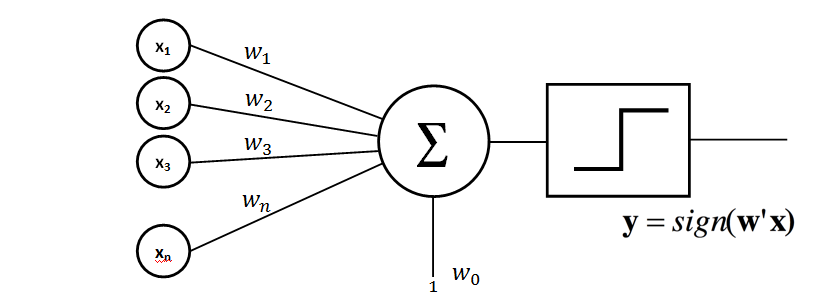 x₁
w₁
x₂
w₂
x₃
w₃
wₙ
xₙ
Σ
1
w₀
y = sign(w'x)